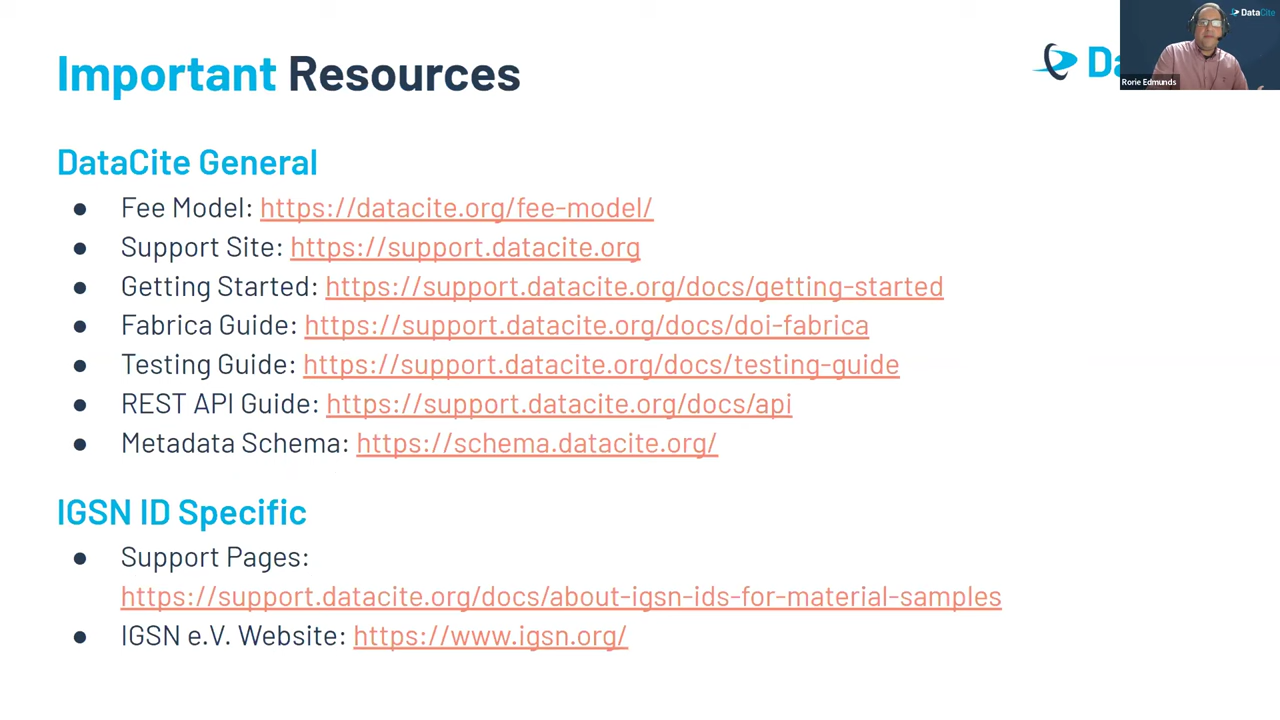 Important Resources
DataCite
Rorie Edmunds
DataCite General
● Fee Model: https://datacite.org/fee-model/
● Support Site: https://support.datacite.org
● Getting Started: https://support.datacite.org/docs/getting-started
● Fabrica Guide: https://support.datacite.org/docs/doi-fabrica
● Testing Guide: https://support.datacite.org/docs/testing-guide
● REST API Guide: https://support.datacite.org/docs/api
● Metadata Schema: https://schema.datacite.org/
IGSN ID Specific
● Support Pages:
https://support.datacite.org/docs/about-igsn-ids-for-material-samples
● IGSN e.V. Website: https://www.igsn.org/